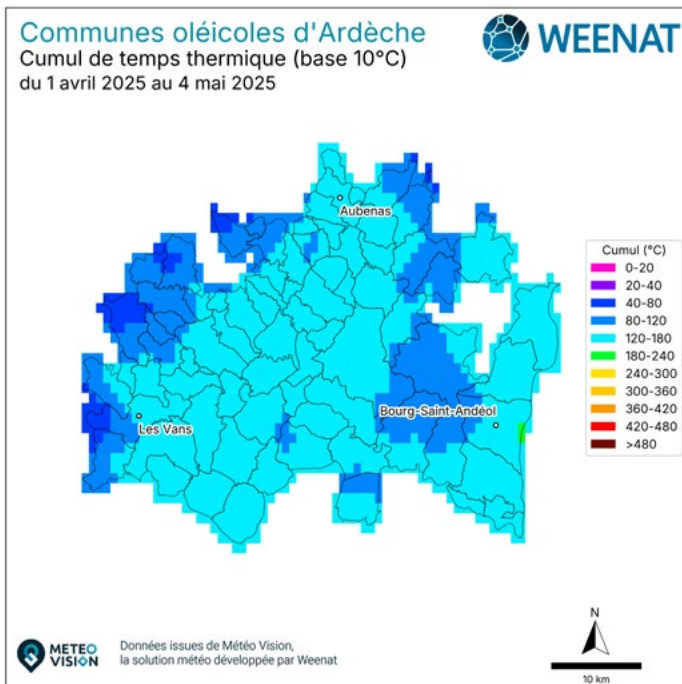 Communes oléicoles d'Ardèche
WEENAT
Cumul de temps thermique (base 10°C)
du 1 avril 2025 au 4 mai 2025
Aubenas
Bourg-Saint-Andéol
Les Vans
Cumul (°C)
0-20
20-40
40-80
80-120
120-180
180-240
240-300
300-360
360-420
420-480
>480
METEO
VISION
Données issues de Météo Vision,
la solution météo développée par Weenat
N
10 km